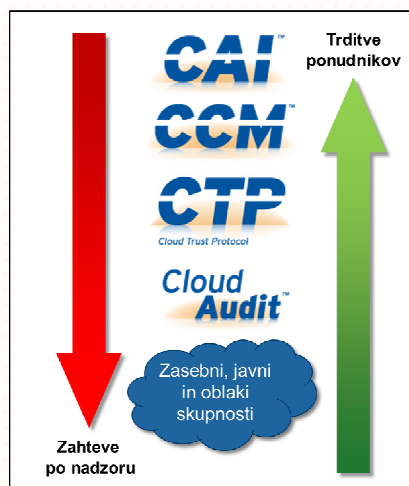 CAI™
Trditve
ponudnikov
CCM™
CTP
Cloud Trust Protocol
Cloud
Audit™
Zasebni, javni
in oblaki
skupnosti
Zahteve
po nadzoru